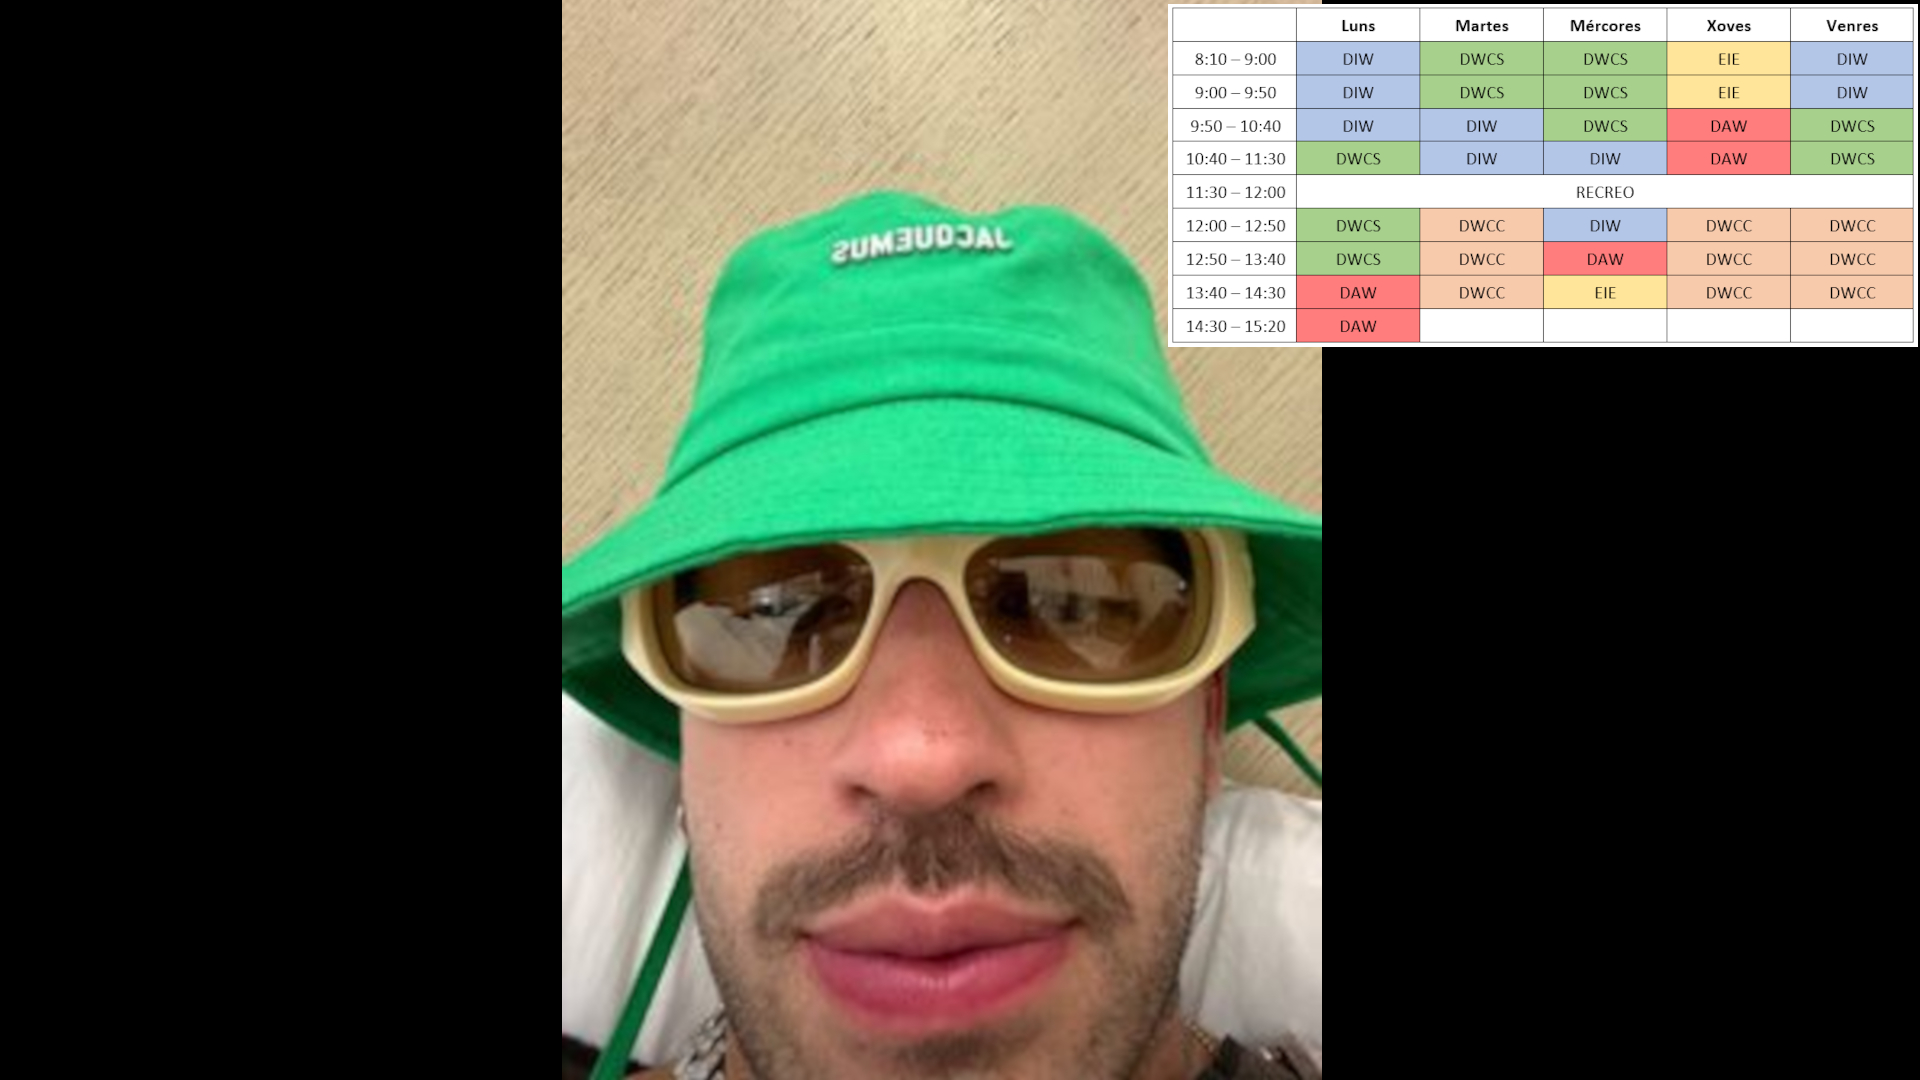 Luns Martes Mércores Xoves Venres
8:10 – 9:00 DIW DWCS DWCS EIE DIW
9:00 – 9:50 DIW DWCS DWCS EIE DIW
9:50 – 10:40 DIW DIW DWCS DAW DWCS
10:40 – 11:30 DWCS DIW DIW DAW DWCS
11:30 – 12:00 RECREO
12:00 – 12:50 DWCS DWCC DIW DWCC DWCC
12:50 – 13:40 DWCS DWCC DAW DWCC DWCC
13:40 – 14:30 DAW DWCC EIE DWCC DWCC
14:30 – 15:20 DAW
JACQUEMUS